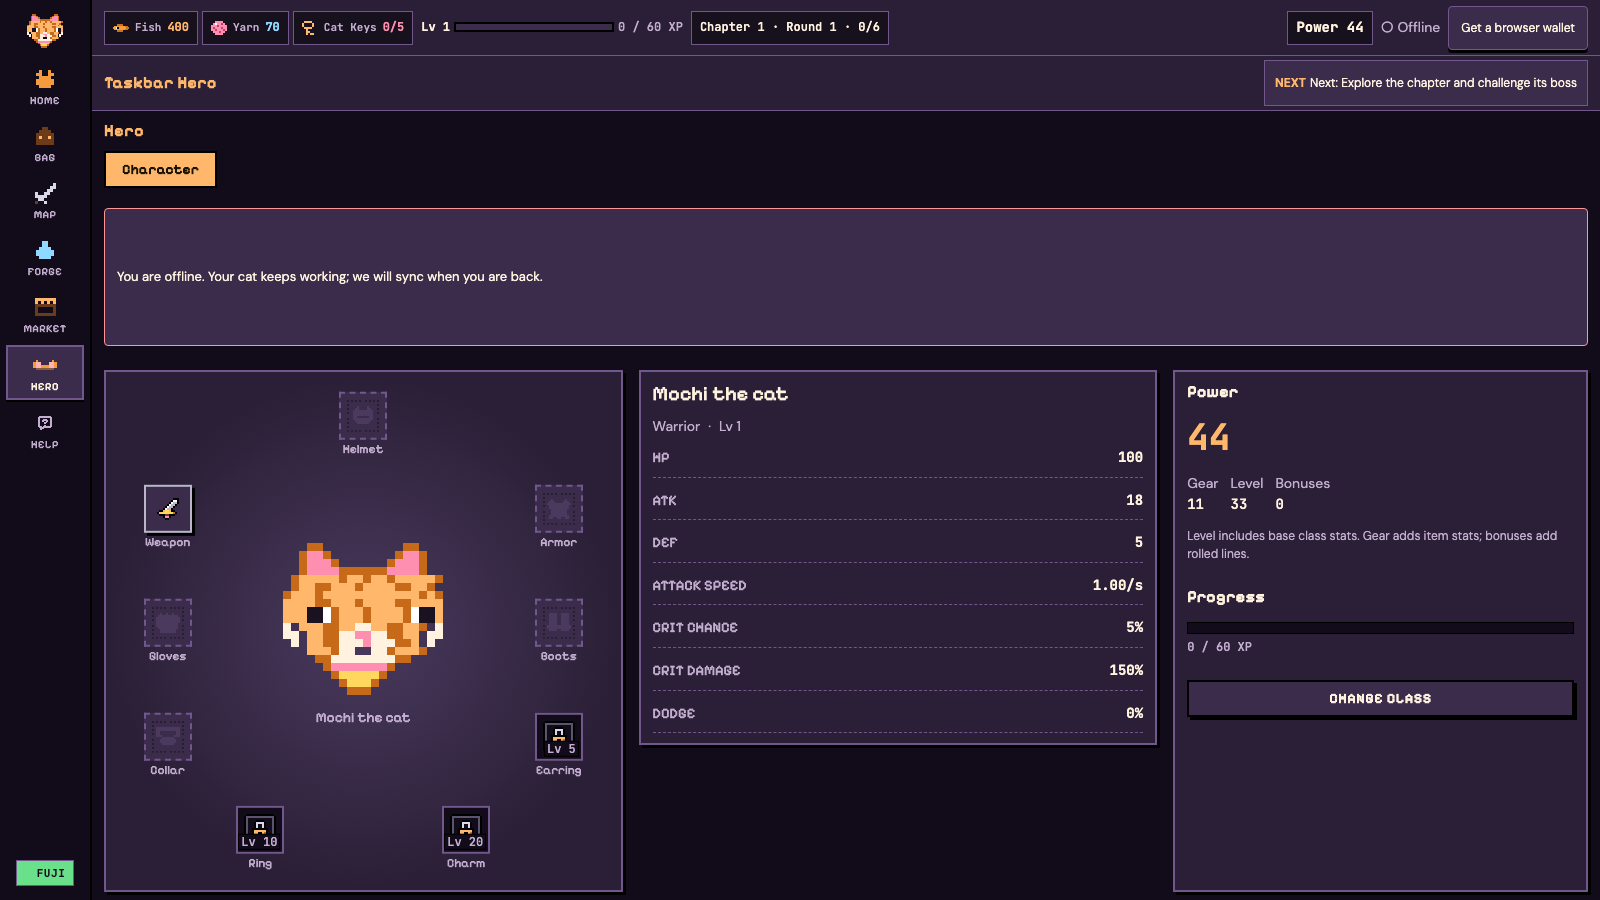 Fish 400
Yarn 70
Cat Keys 0/5
Lv 1
0 / 60 XP
Chapter 1 · Round 1 · 0/6
Power 44
Offline
Get a browser wallet
HOME
BAG
MAP
FORGE
MARKET
HERO
HELP
FUJI
Taskbar Hero
NEXT Next: Explore the chapter and challenge its boss
Hero
Character
You are offline. Your cat keeps working; we will sync when you are back.
Helmet
Weapon
Armor
Gloves
Boots
Mochi the cat
Collar
Lv 5
Earring
Lv 10
Ring
Lv 20
Charm
Mochi the cat
Warrior · Lv 1
HP 100
ATK 18
DEF 5
ATTACK SPEED 1.00/s
CRIT CHANCE 5%
CRIT DAMAGE 150%
DODGE 0%
Power
44
Gear Level Bonuses
11 33 0
Level includes base class stats. Gear adds item stats; bonuses add
rolled lines.
Progress
0 / 60 XP
CHANGE CLASS